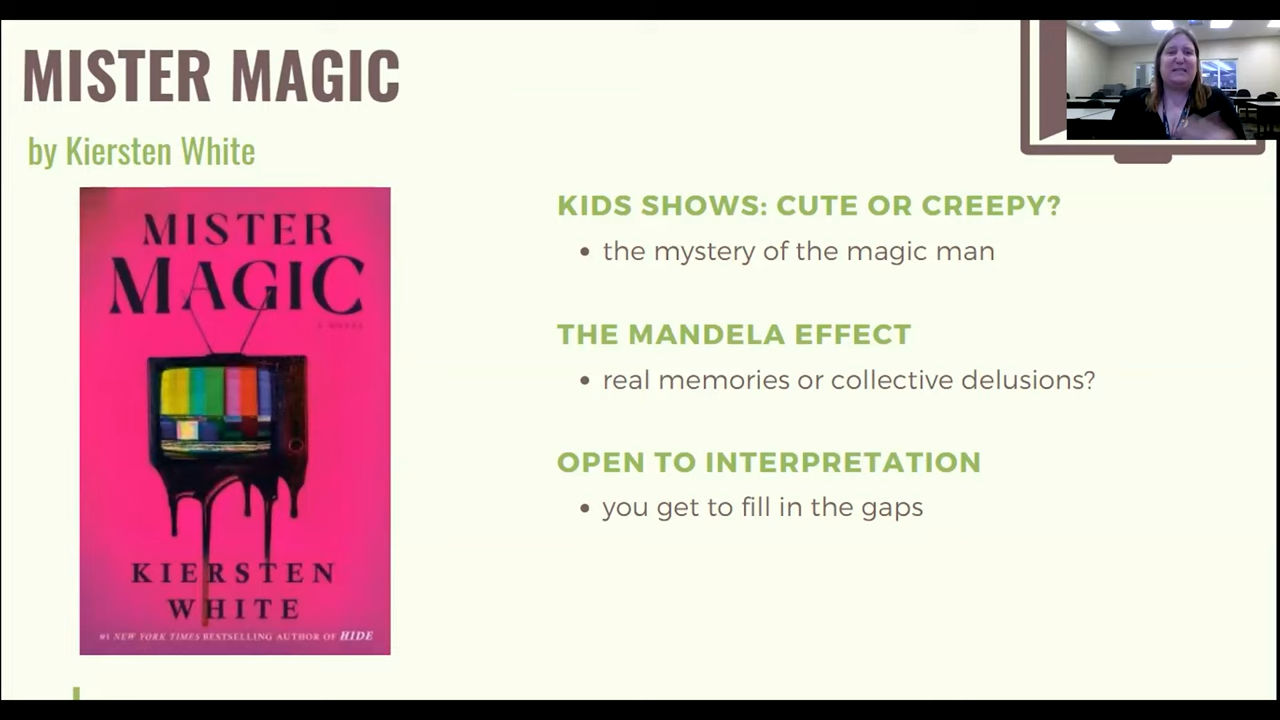 MISTER MAGIC
by Kiersten White
MISTER
MAGIC
A NOVEL
KIERSTEN
WHITE
#1 NEW YORK TIMES BESTSELLING AUTHOR OF HIDE
KIDS SHOWS: CUTE OR CREEPY?
• the mystery of the magic man
THE MANDELA EFFECT
• real memories or collective delusions?
OPEN TO INTERPRETATION
• you get to fill in the gaps